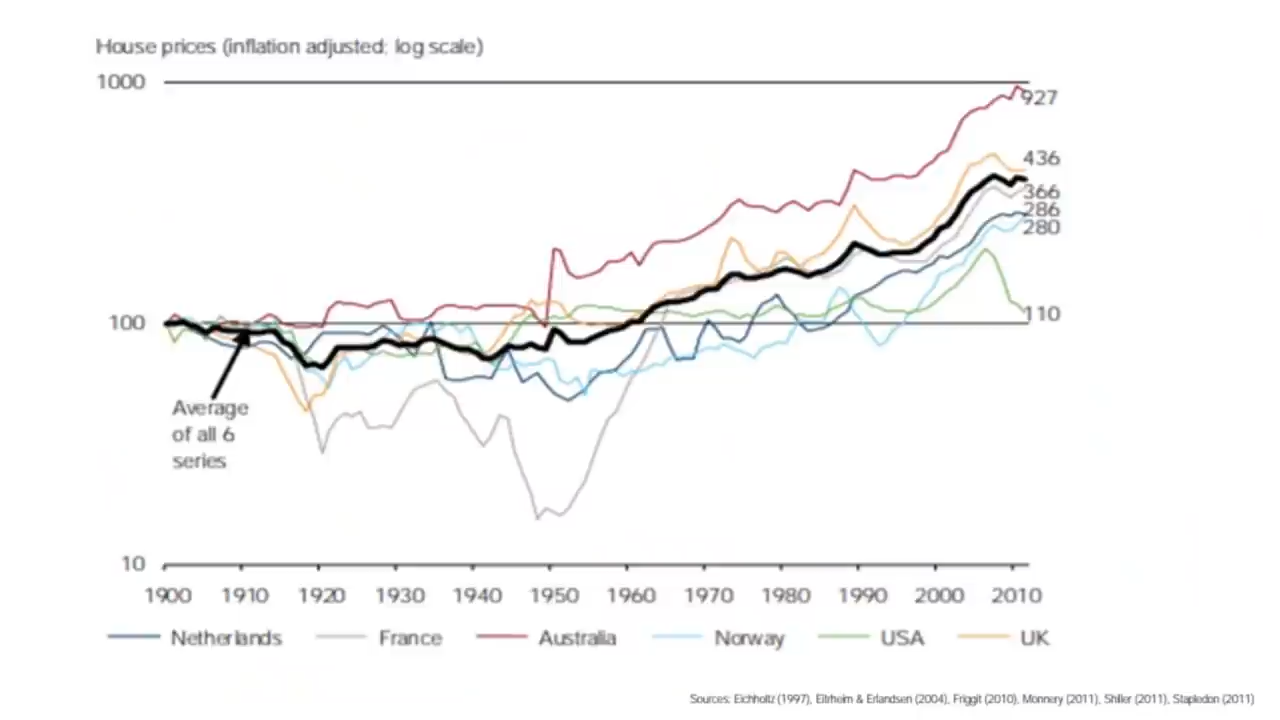 House prices (inflation adjusted; log scale)
1000
927
436
366
286
280
100
110
Average
of all 6
series
10
1900 1910 1920 1930 1940 1950 1960 1970 1980 1990 2000 2010
Netherlands France Australia Norway USA UK
Sources: Eichholtz (1997), Eitrheim & Erlandsen (2004), Friggit (2010), Monnery (2011), Shiller (2011), Stapledon (2011)